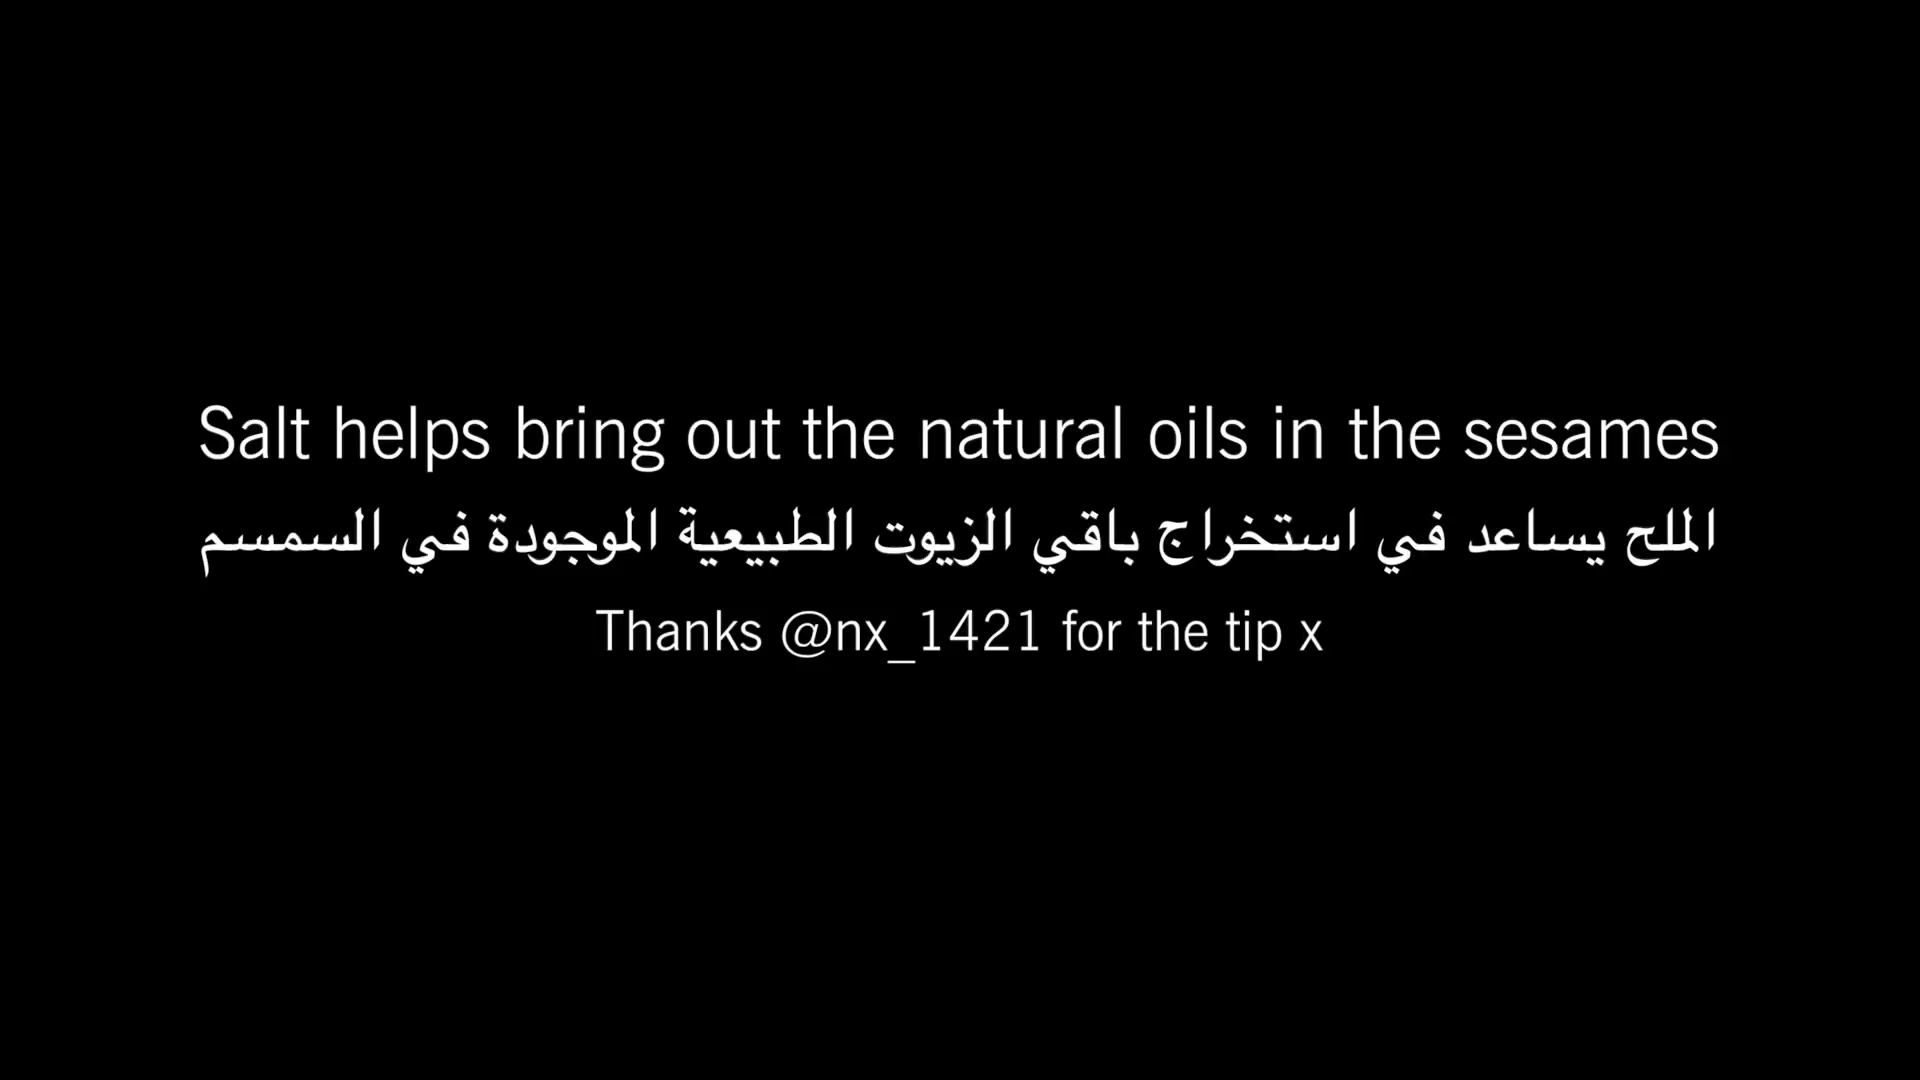 Salt helps bring out the natural oils in the sesames
الملح يساعد في استخراج باقي الزيوت الطبيعية الموجودة في السمسم
Thanks @nx_1421 for the tip x